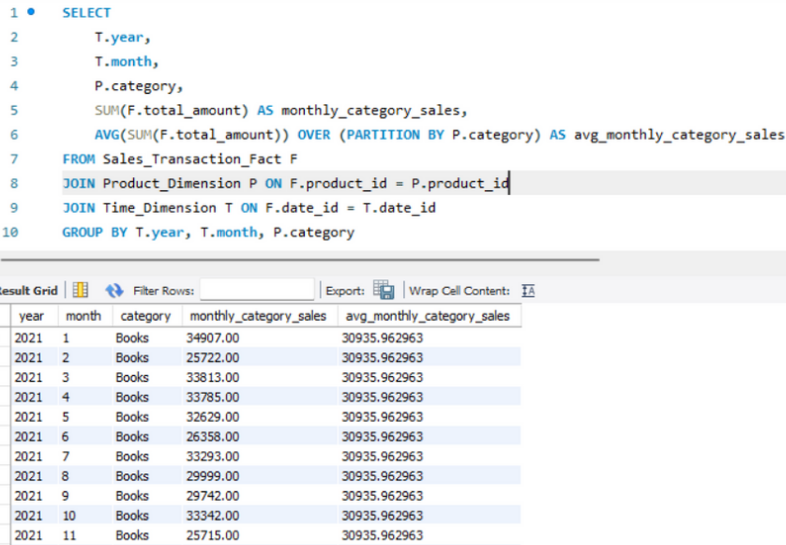 1 SELECT
2 T.year,
3 T.month,
4 P.category,
5 SUM(F.total_amount) AS monthly_category_sales,
6 AVG(SUM(F.total_amount)) OVER (PARTITION BY P.category) AS avg_monthly_category_sales
7 FROM Sales_Transaction_Fact F
8 JOIN Product_Dimension P ON F.product_id = P.product_id
9 JOIN Time_Dimension T ON F.date_id = T.date_id
10 GROUP BY T.year, T.month, P.category
esult Grid Filter Rows: Export: Wrap Cell Content: IA
year month category monthly_category_sales avg_monthly_category_sales
2021 1 Books 34907.00 30935.962963
2021 2 Books 25722.00 30935.962963
2021 3 Books 33813.00 30935.962963
2021 4 Books 33785.00 30935.962963
2021 5 Books 32629.00 30935.962963
2021 6 Books 26358.00 30935.962963
2021 7 Books 33293.00 30935.962963
2021 8 Books 29999.00 30935.962963
2021 9 Books 29742.00 30935.962963
2021 10 Books 33342.00 30935.962963
2021 11 Books 25715.00 30935.962963